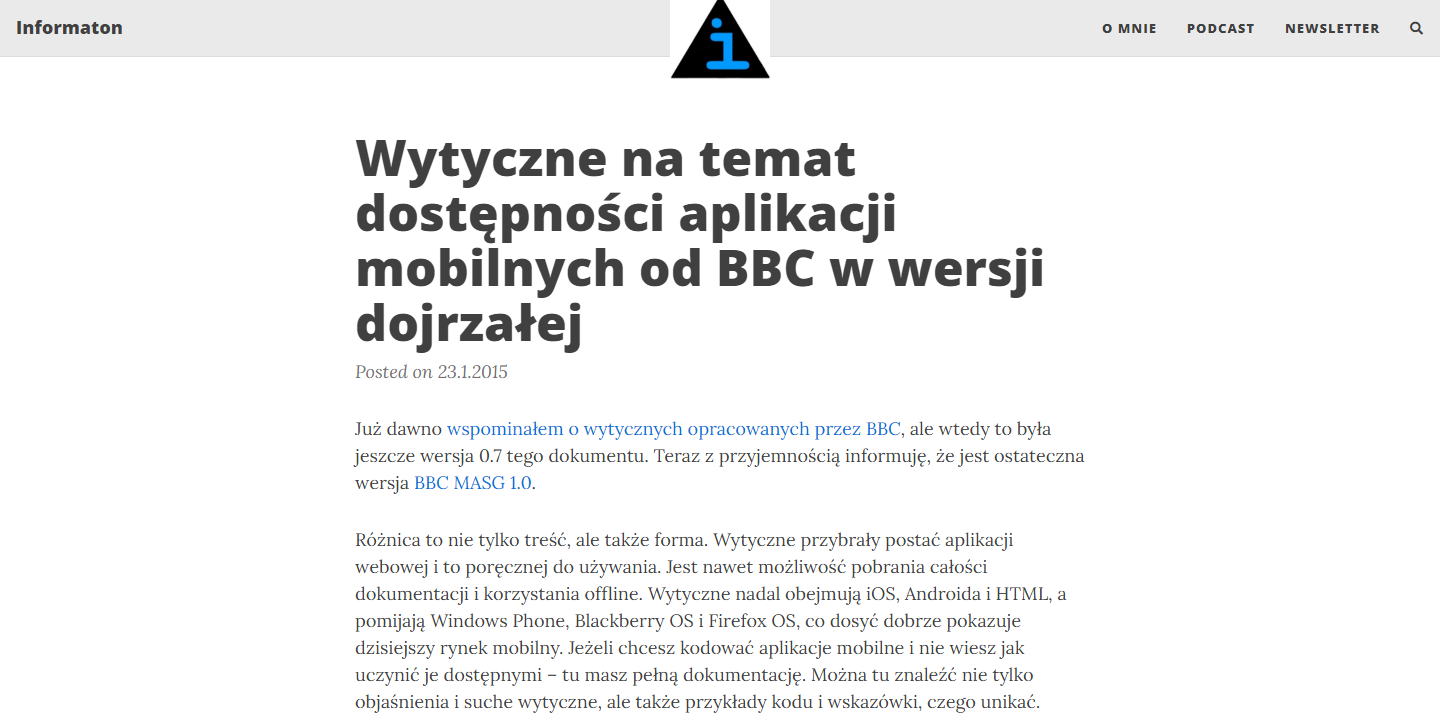 Informaton
i
O MNIE
PODCAST
NEWSLETTER
Wytyczne na temat
dostępności aplikacji
mobilnych od BBC w wersji
dojrzałej
Posted on 23.1.2015
Już dawno wspominałem o wytycznych opracowanych przez BBC, ale wtedy to była
jeszcze wersja 0.7 tego dokumentu. Teraz z przyjemnością informuję, że jest ostateczna
wersja BBC MASG 1.0.
Różnica to nie tylko treść, ale także forma. Wytyczne przybrały postać aplikacji
webowej i to poręcznej do używania. Jest nawet możliwość pobrania całości
dokumentacji i korzystania offline. Wytyczne nadal obejmują iOS, Androida i HTML, a
pomijają Windows Phone, Blackberry OS i Firefox OS, co dosyć dobrze pokazuje
dzisiejszy rynek mobilny. Jeżeli chcesz kodować aplikacje mobilne i nie wiesz jak
uczynić je dostępnymi – tu masz pełną dokumentację. Można tu znaleźć nie tylko
objaśnienia i suche wytyczne, ale także przykłady kodu i wskazówki, czego unikać.